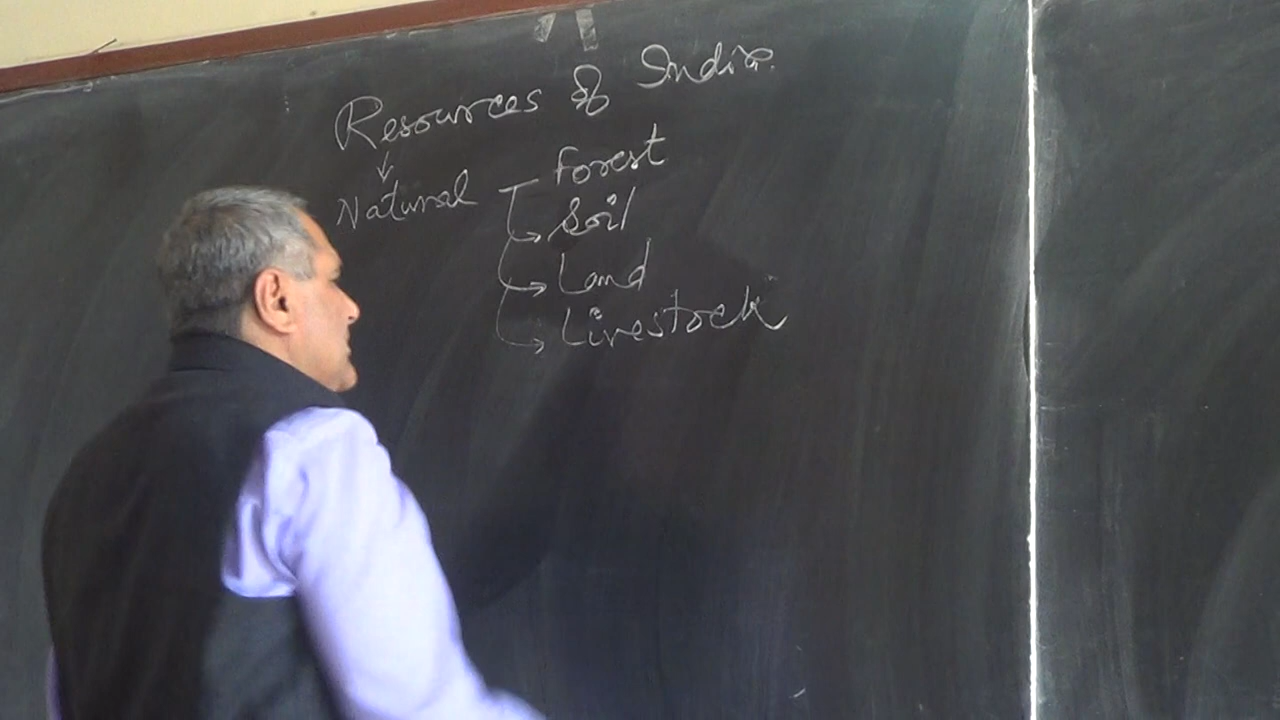 Resources of India.
Natural - Forest
Soil
Land
Livestock